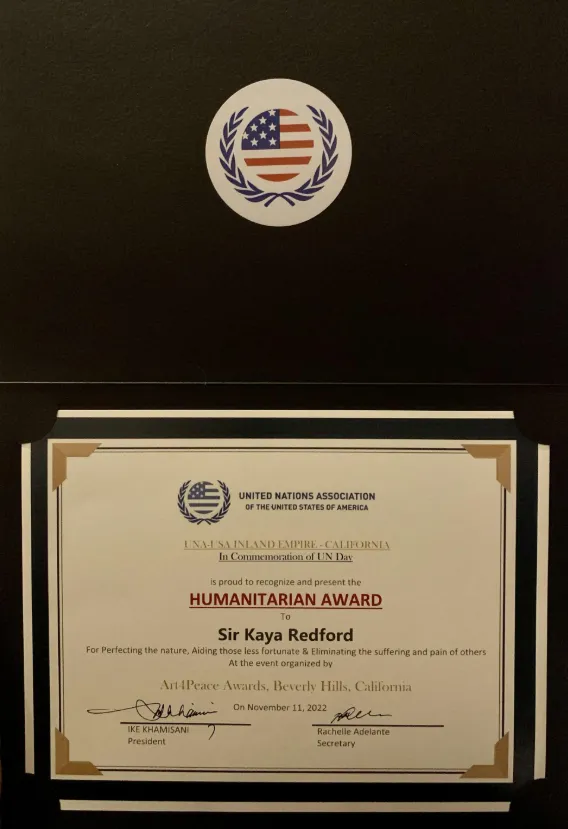 UNITED NATIONS ASSOCIATION
OF THE UNITED STATES OF AMERICA
UNA-USA INLAND EMPIRE - CALIFORNIA
In Commemoration of UN Day
is proud to recognize and present the
HUMANITARIAN AWARD
To
Sir Kaya Redford
For Perfecting the nature, Aiding those less fortunate & Eliminating the suffering and pain of others
At the event organized by
Art4Peace Awards, Beverly Hills, California
On November 11, 2022
IKE KHAMISANI
President
Rachelle Adelante
Secretary